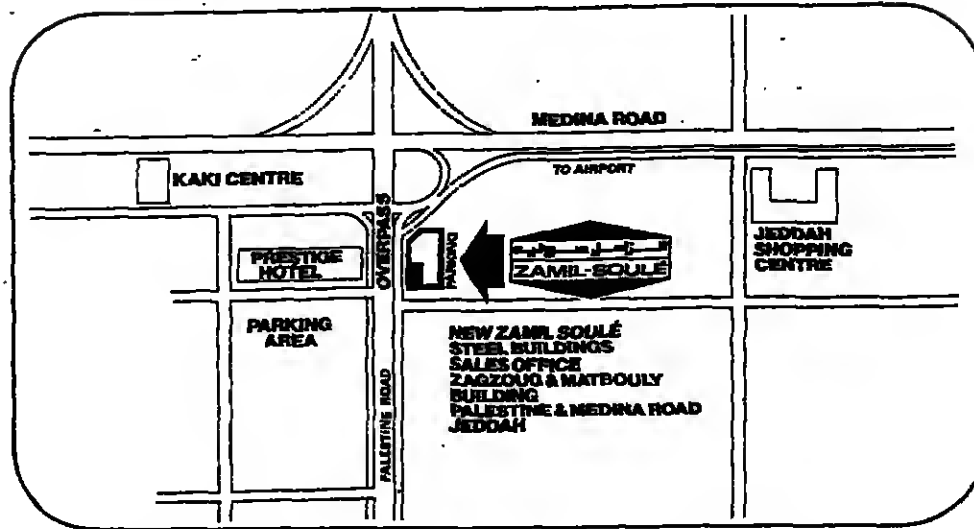 MEDINA ROAD
TO AIRPORT
KAKI CENTRE
OVERPASS
PRESTIGE
HOTEL
PARKING
ZAMIL-SOULÉ
JEDDAH
SHOPPING
CENTRE
PARKING
AREA
PALESTINE ROAD
NEW ZAMIL SOULÉ
STEEL BUILDINGS
SALES OFFICE
ZAGZOUG & MATBOULY
BUILDING
PALESTINE & MEDINA ROAD
JEDDAH